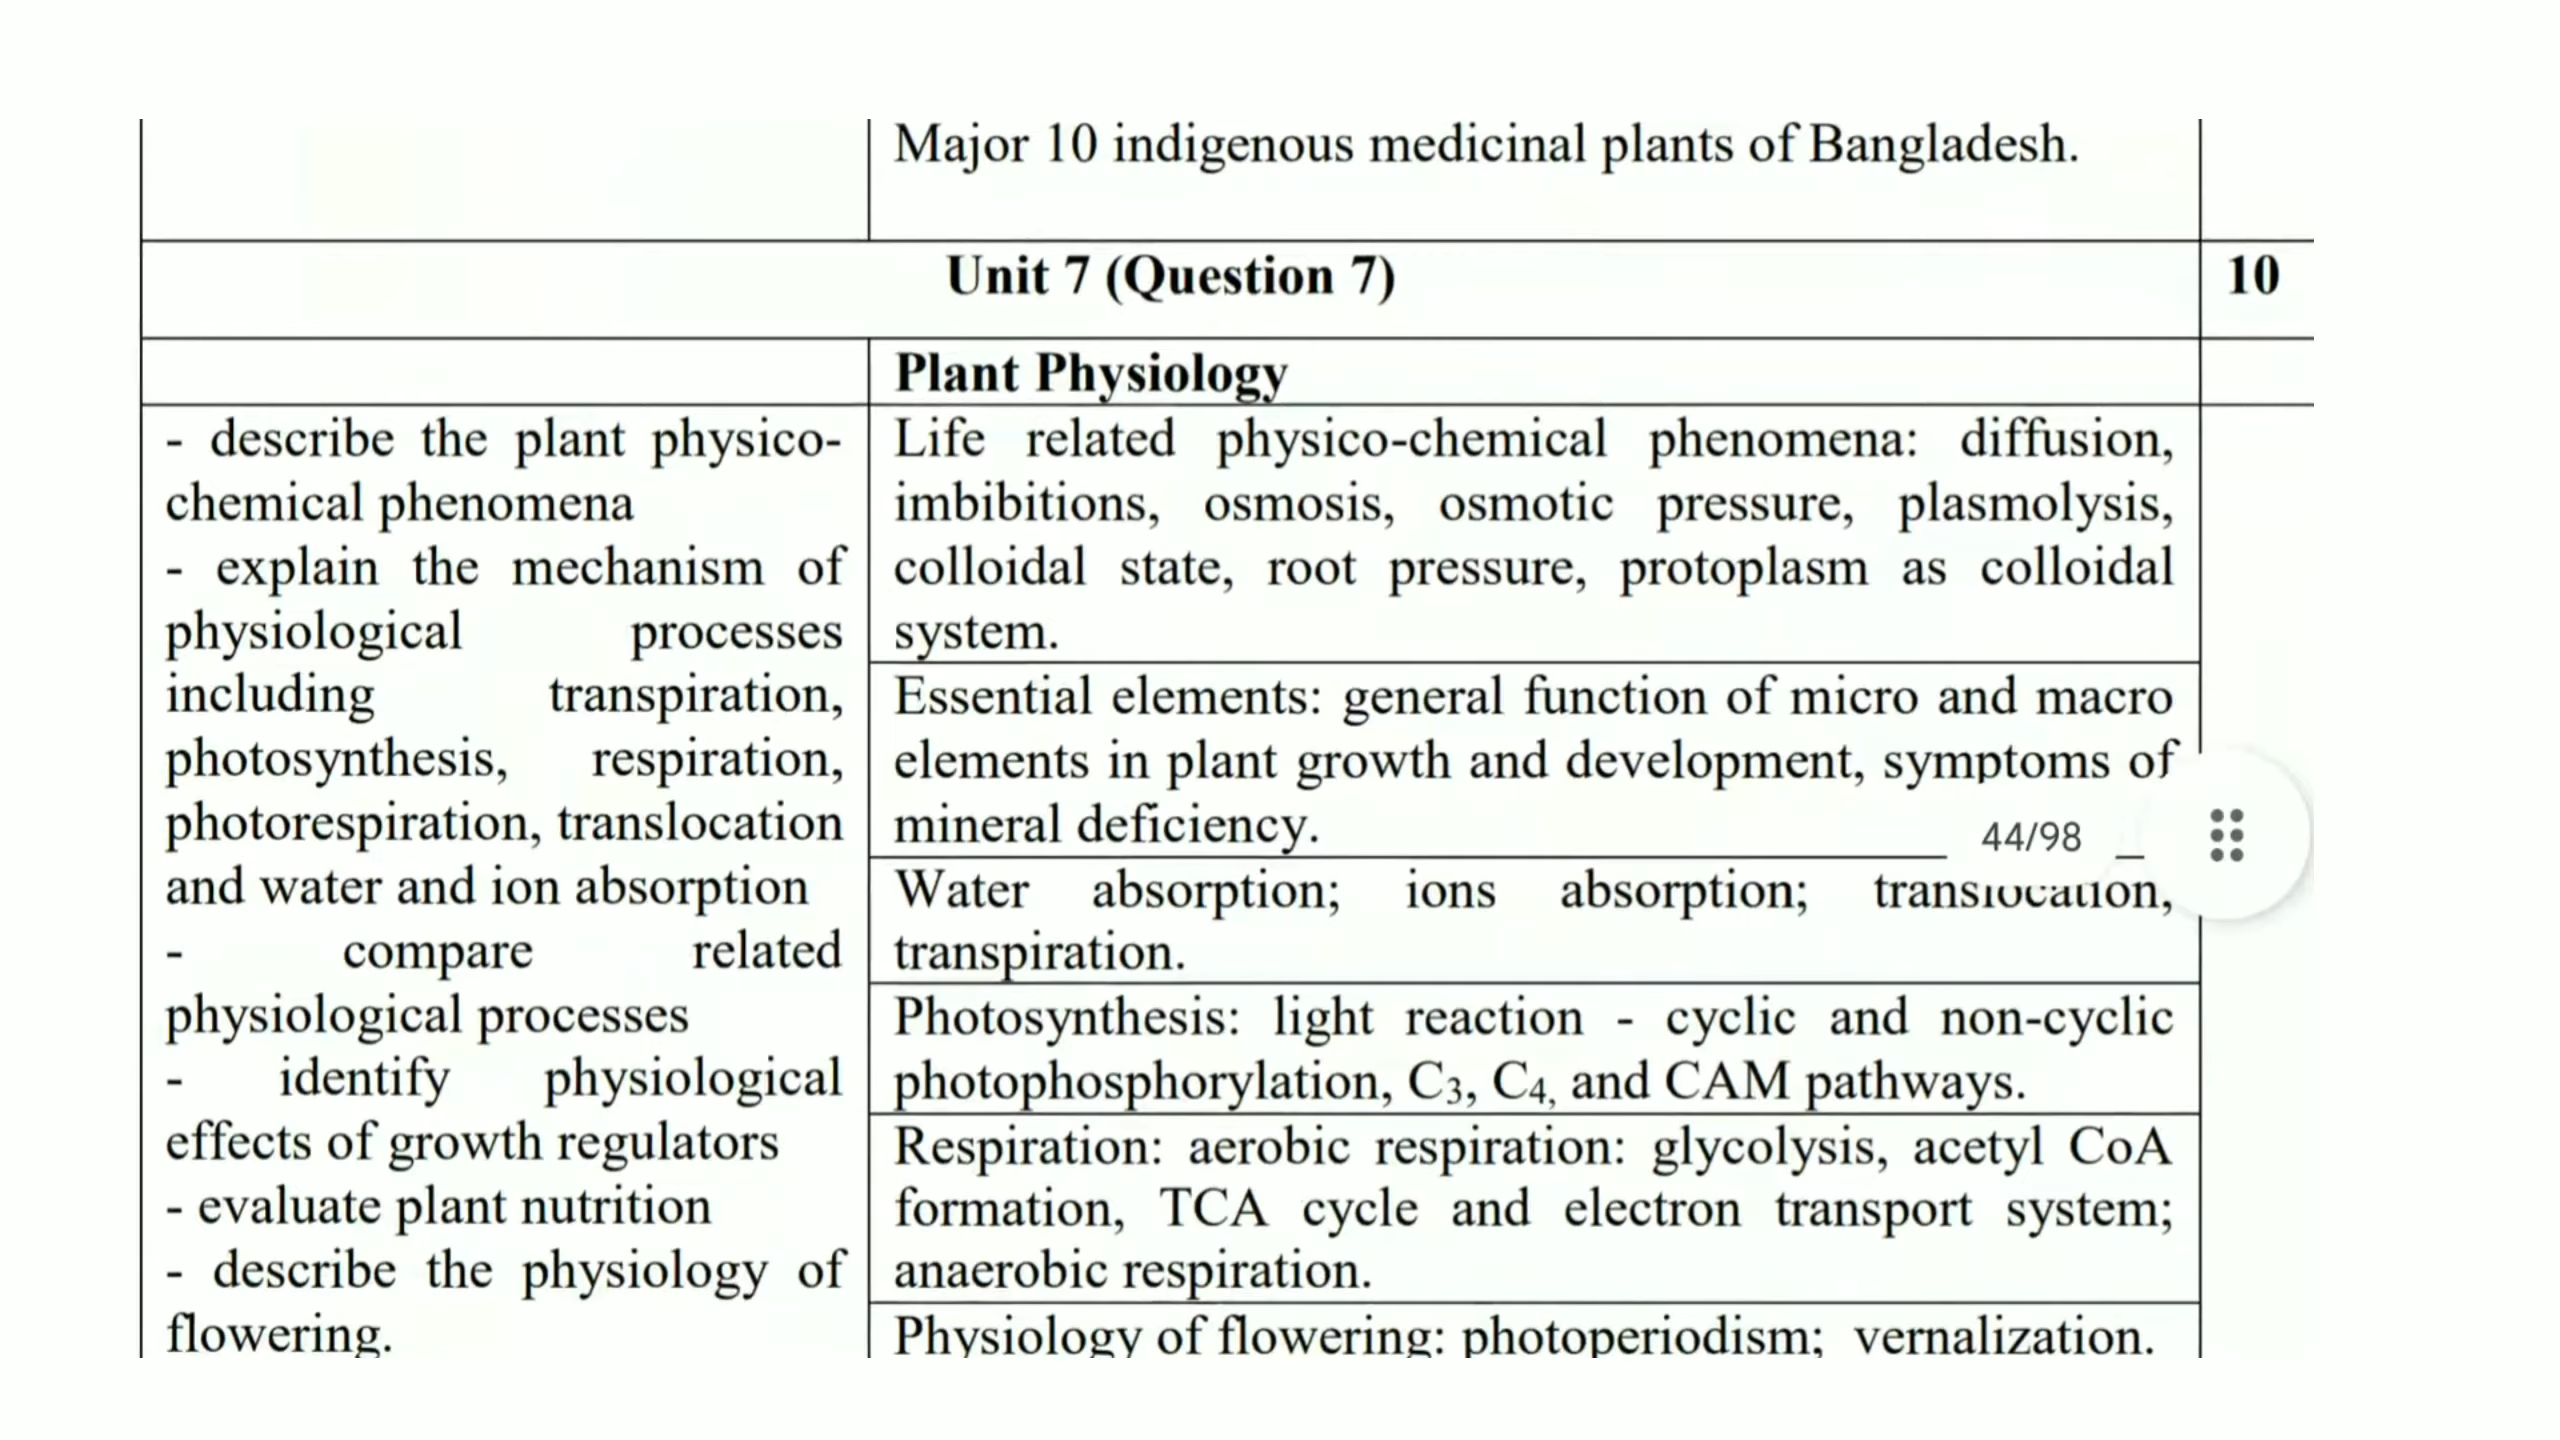 Major 10 indigenous medicinal plants of Bangladesh.
Unit 7 (Question 7)
10
Plant Physiology
- describe the plant physico-
chemical phenomena
- explain the mechanism of
physiological processes
including transpiration,
photosynthesis, respiration,
photorespiration, translocation
and water and ion absorption
- compare related
physiological processes
- identify physiological
effects of growth regulators
- evaluate plant nutrition
- describe the physiology of
flowering.
Life related physico-chemical phenomena: diffusion,
imbibitions, osmosis, osmotic pressure, plasmolysis,
colloidal state, root pressure, protoplasm as colloidal
system.
Essential elements: general function of micro and macro
elements in plant growth and development, symptoms of
mineral deficiency.
44/98
Water absorption; ions absorption; translocation,
transpiration.
Photosynthesis: light reaction - cyclic and non-cyclic
photophosphorylation, C₃, C₄, and CAM pathways.
Respiration: aerobic respiration: glycolysis, acetyl CoA
formation, TCA cycle and electron transport system;
anaerobic respiration.
Physiology of flowering: photoperiodism; vernalization.